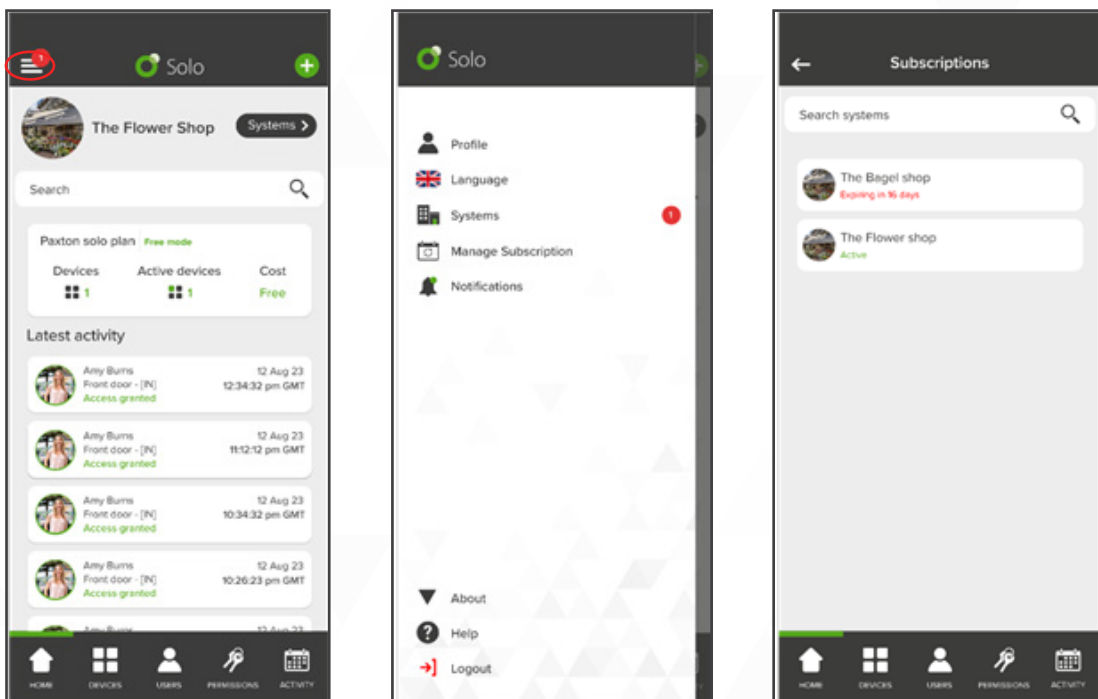 1
Solo
The Flower Shop
Systems >
Search
Paxton solo plan Free mode
Devices Active devices Cost
1 1 Free
Latest activity
Amy Burns 12 Aug 23
Front door - [IN] 12:34:32 pm GMT
Access granted
Amy Burns 12 Aug 23
Front door - [IN] 11:12:12 pm GMT
Access granted
Amy Burns 12 Aug 23
Front door - [IN] 10:34:32 pm GMT
Access granted
Amy Burns 12 Aug 23
Front door - [IN] 10:26:23 pm GMT
Access granted
Amy Burns 12 Aug 23
HOME DEVICES USERS PERMISSIONS ACTIVITY
Solo
Profile
Language
Systems 1
Manage Subscription
Notifications
About
Help
Logout
Subscriptions
Search systems
The Bagel shop
Expiring in 16 days
The Flower shop
Active
HOME DEVICES USERS PERMISSIONS ACTIVITY